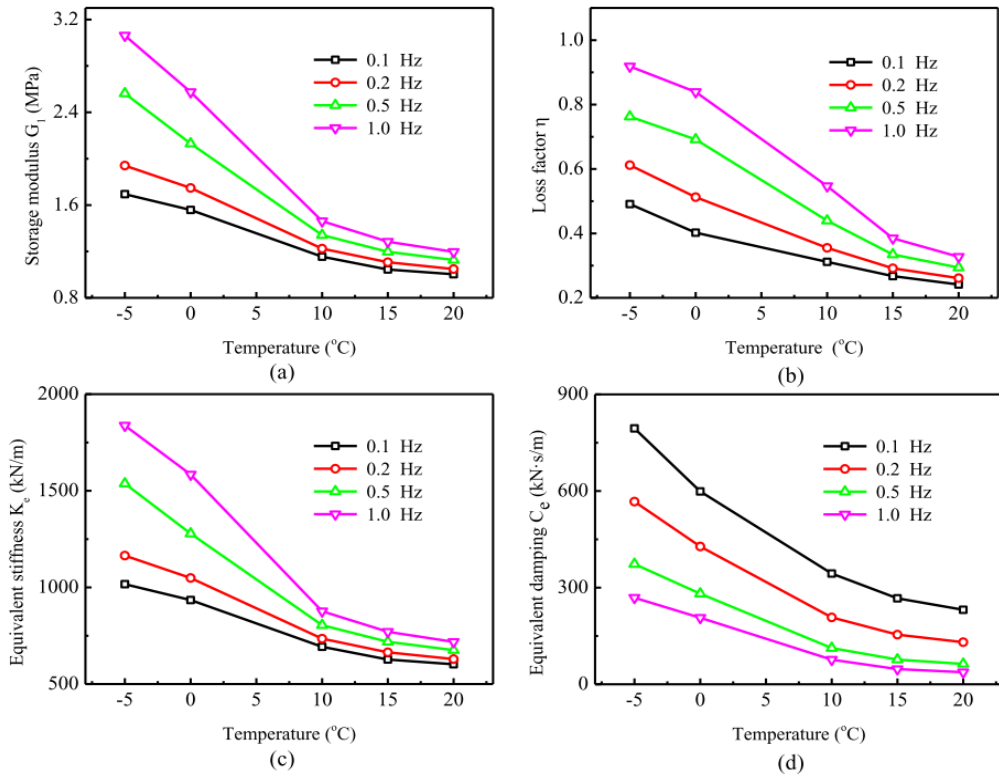 3.2
2.4
1.6
0.8
Storage modulus G1 (MPa)
0.1 Hz
0.2 Hz
0.5 Hz
1.0 Hz
-5 0 5 10 15 20
Temperature (°C)
(a)
1.0
0.8
0.6
0.4
0.2
Loss factor η
0.1 Hz
0.2 Hz
0.5 Hz
1.0 Hz
-5 0 5 10 15 20
Temperature (°C)
(b)
2000
1500
1000
500
Equivalent stiffness Ke (kN/m)
0.1 Hz
0.2 Hz
0.5 Hz
1.0 Hz
-5 0 5 10 15 20
Temperature (°C)
(c)
900
600
300
0
Equivalent damping Ce (kN·s/m)
0.1 Hz
0.2 Hz
0.5 Hz
1.0 Hz
-5 0 5 10 15 20
Temperature (°C)
(d)